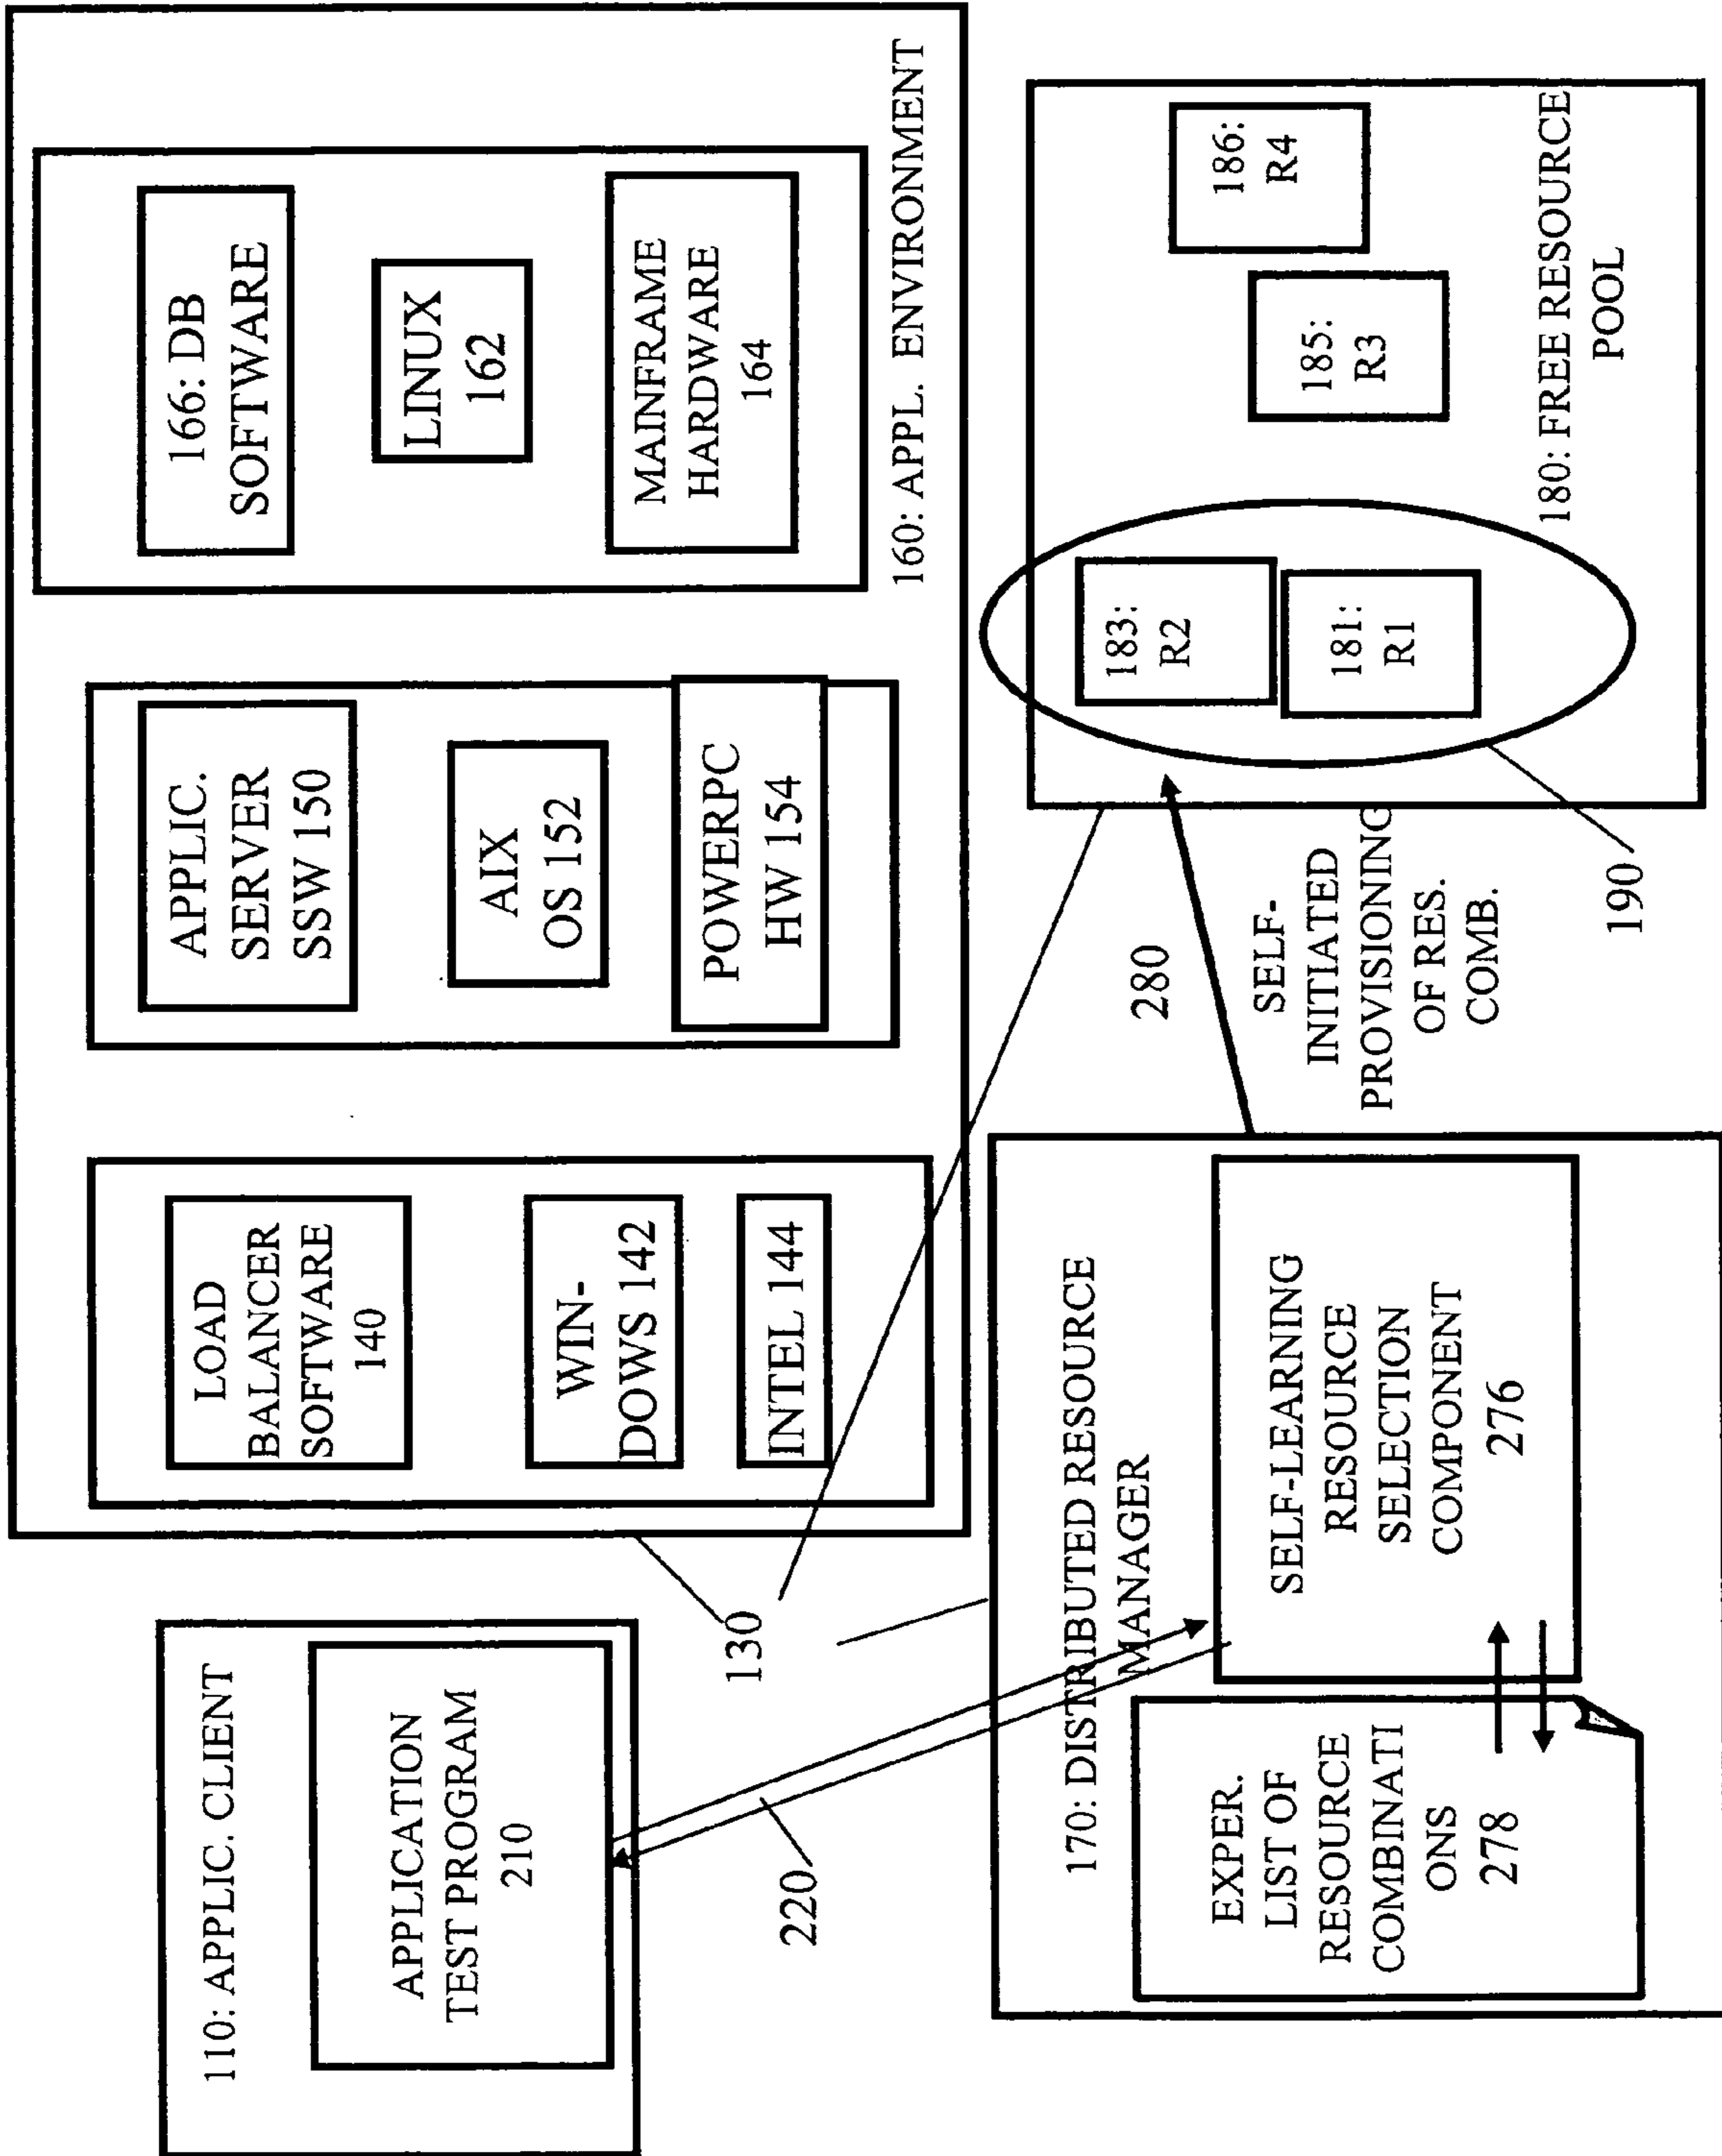 110: APPLIC. CLIENT
APPLICATION
TEST PROGRAM
210
220
130
LOAD
BALANCER
SOFTWARE
140
WIN-
DOWS 142
INTEL 144
APPLIC.
SERVER
SSW 150
AIX
OS 152
POWERPC
HW 154
166: DB
SOFTWARE
LINUX
162
MAINFRAME
HARDWARE
164
160: APPL. ENVIRONMENT
170: DISTRIBUTED RESOURCE
MANAGER
EXPER.
LIST OF
RESOURCE
COMBINATI
ONS
278
SELF-LEARNING
RESOURCE
SELECTION
COMPONENT
276
280
SELF-
INITIATED
PROVISIONING
OF RES.
COMB.
190
183:
R2
181:
R1
185:
R3
186:
R4
180: FREE RESOURCE
POOL